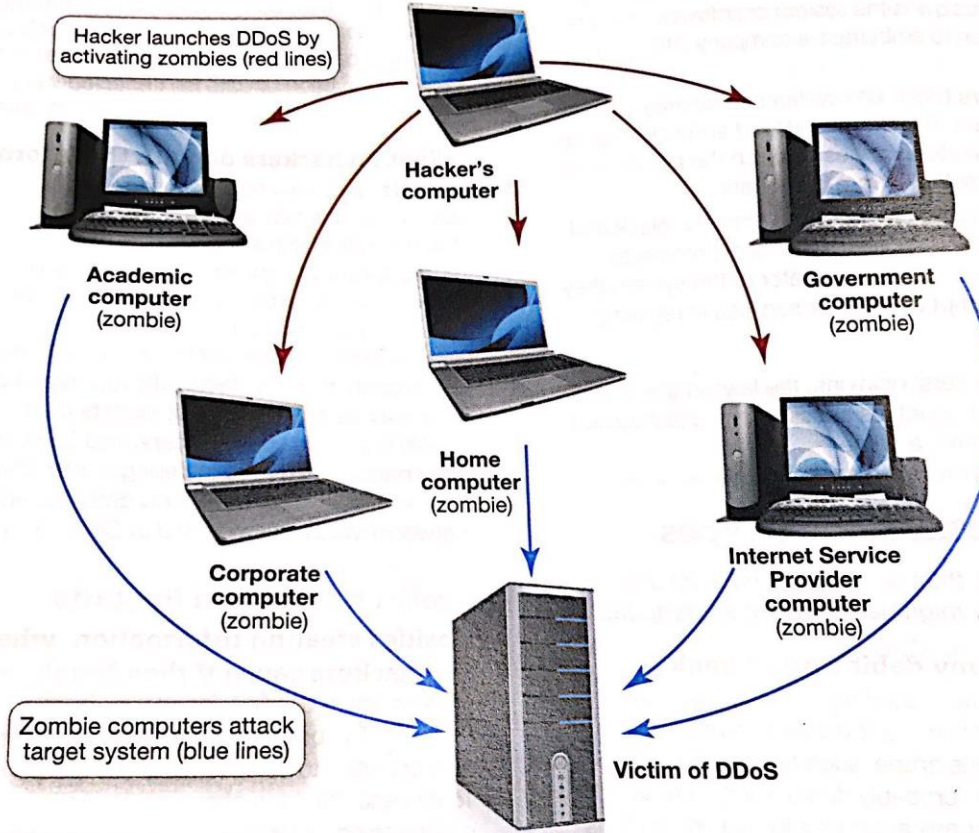 Hacker launches DDoS by
activating zombies (red lines)
Hacker's
computer
Academic
computer
(zombie)
Government
computer
(zombie)
Home
computer
(zombie)
Corporate
computer
(zombie)
Internet Service
Provider
computer
(zombie)
Zombie computers attack
target system (blue lines)
Victim of DDoS